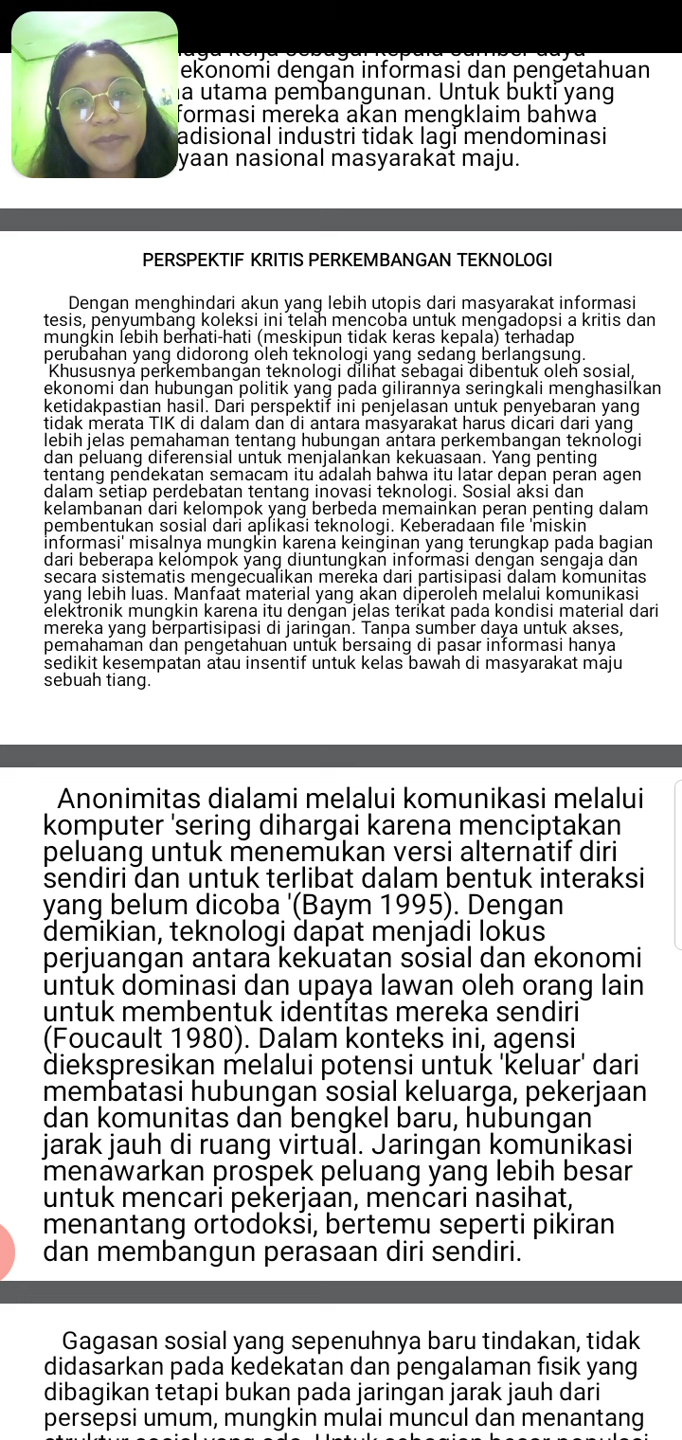 ekonomi dengan informasi dan pengetahuan
a utama pembangunan. Untuk bukti yang
formasi mereka akan mengklaim bahwa
adisional industri tidak lagi mendominasi
yaan nasional masyarakat maju.
PERSPEKTIF KRITIS PERKEMBANGAN TEKNOLOGI
Dengan menghindari akun yang lebih utopis dari masyarakat informasi
tesis, penyumbang koleksi ini telah mencoba untuk mengadopsi a kritis dan
mungkin lebih berhati-hati (meskipun tidak keras kepala) terhadap
perubahan yang didorong oleh teknologi yang sedang berlangsung.
Khususnya perkembangan teknologi dilihat sebagai dibentuk oleh sosial,
ekonomi dan hubungan politik yang pada gilirannya seringkali menghasilkan
ketidakpastian hasil. Dari perspektif ini penjelasan untuk penyebaran yang
tidak merata TIK di dalam dan di antara masyarakat harus dicari dari yang
lebih jelas pemahaman tentang hubungan antara perkembangan teknologi
dan peluang diferensial untuk menjalankan kekuasaan. Yang penting
tentang pendekatan semacam itu adalah bahwa itu latar depan peran agen
dalam setiap perdebatan tentang inovasi teknologi. Sosial aksi dan
kelambanan dari kelompok yang berbeda memainkan peran penting dalam
pembentukan sosial dari aplikasi teknologi. Keberadaan file 'miskin
informasi' misalnya mungkin karena keinginan yang terungkap pada bagian
dari beberapa kelompok yang diuntungkan informasi dengan sengaja dan
secara sistematis mengecualikan mereka dari partisipasi dalam komunitas
yang lebih luas. Manfaat material yang akan diperoleh melalui komunikasi
elektronik mungkin karena itu dengan jelas terikat pada kondisi material dari
mereka yang berpartisipasi di jaringan. Tanpa sumber daya untuk akses,
pemahaman dan pengetahuan untuk bersaing di pasar informasi hanya
sedikit kesempatan atau insentif untuk kelas bawah di masyarakat maju
sebuah tiang.
Anonimitas dialami melalui komunikasi melalui
komputer 'sering dihargai karena menciptakan
peluang untuk menemukan versi alternatif diri
sendiri dan untuk terlibat dalam bentuk interaksi
yang belum dicoba '(Baym 1995). Dengan
demikian, teknologi dapat menjadi lokus
perjuangan antara kekuatan sosial dan ekonomi
untuk dominasi dan upaya lawan oleh orang lain
untuk membentuk identitas mereka sendiri
(Foucault 1980). Dalam konteks ini, agensi
diekspresikan melalui potensi untuk 'keluar' dari
membatasi hubungan sosial keluarga, pekerjaan
dan komunitas dan bengkel baru, hubungan
jarak jauh di ruang virtual. Jaringan komunikasi
menawarkan prospek peluang yang lebih besar
untuk mencari pekerjaan, mencari nasihat,
menantang ortodoksi, bertemu seperti pikiran
dan membangun perasaan diri sendiri.
Gagasan sosial yang sepenuhnya baru tindakan, tidak
didasarkan pada kedekatan dan pengalaman fisik yang
dibagikan tetapi bukan pada jaringan jarak jauh dari
persepsi umum, mungkin mulai muncul dan menantang